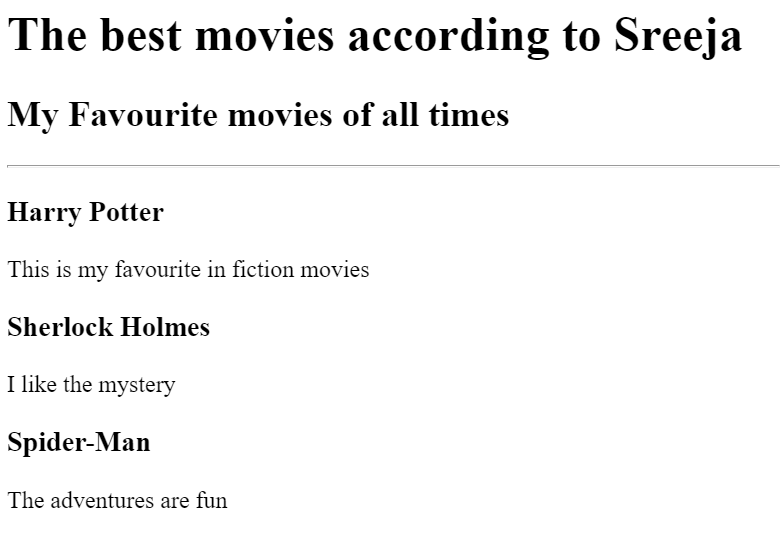 The best movies according to Sreeja
My Favourite movies of all times
Harry Potter
This is my favourite in fiction movies
Sherlock Holmes
I like the mystery
Spider-Man
The adventures are fun